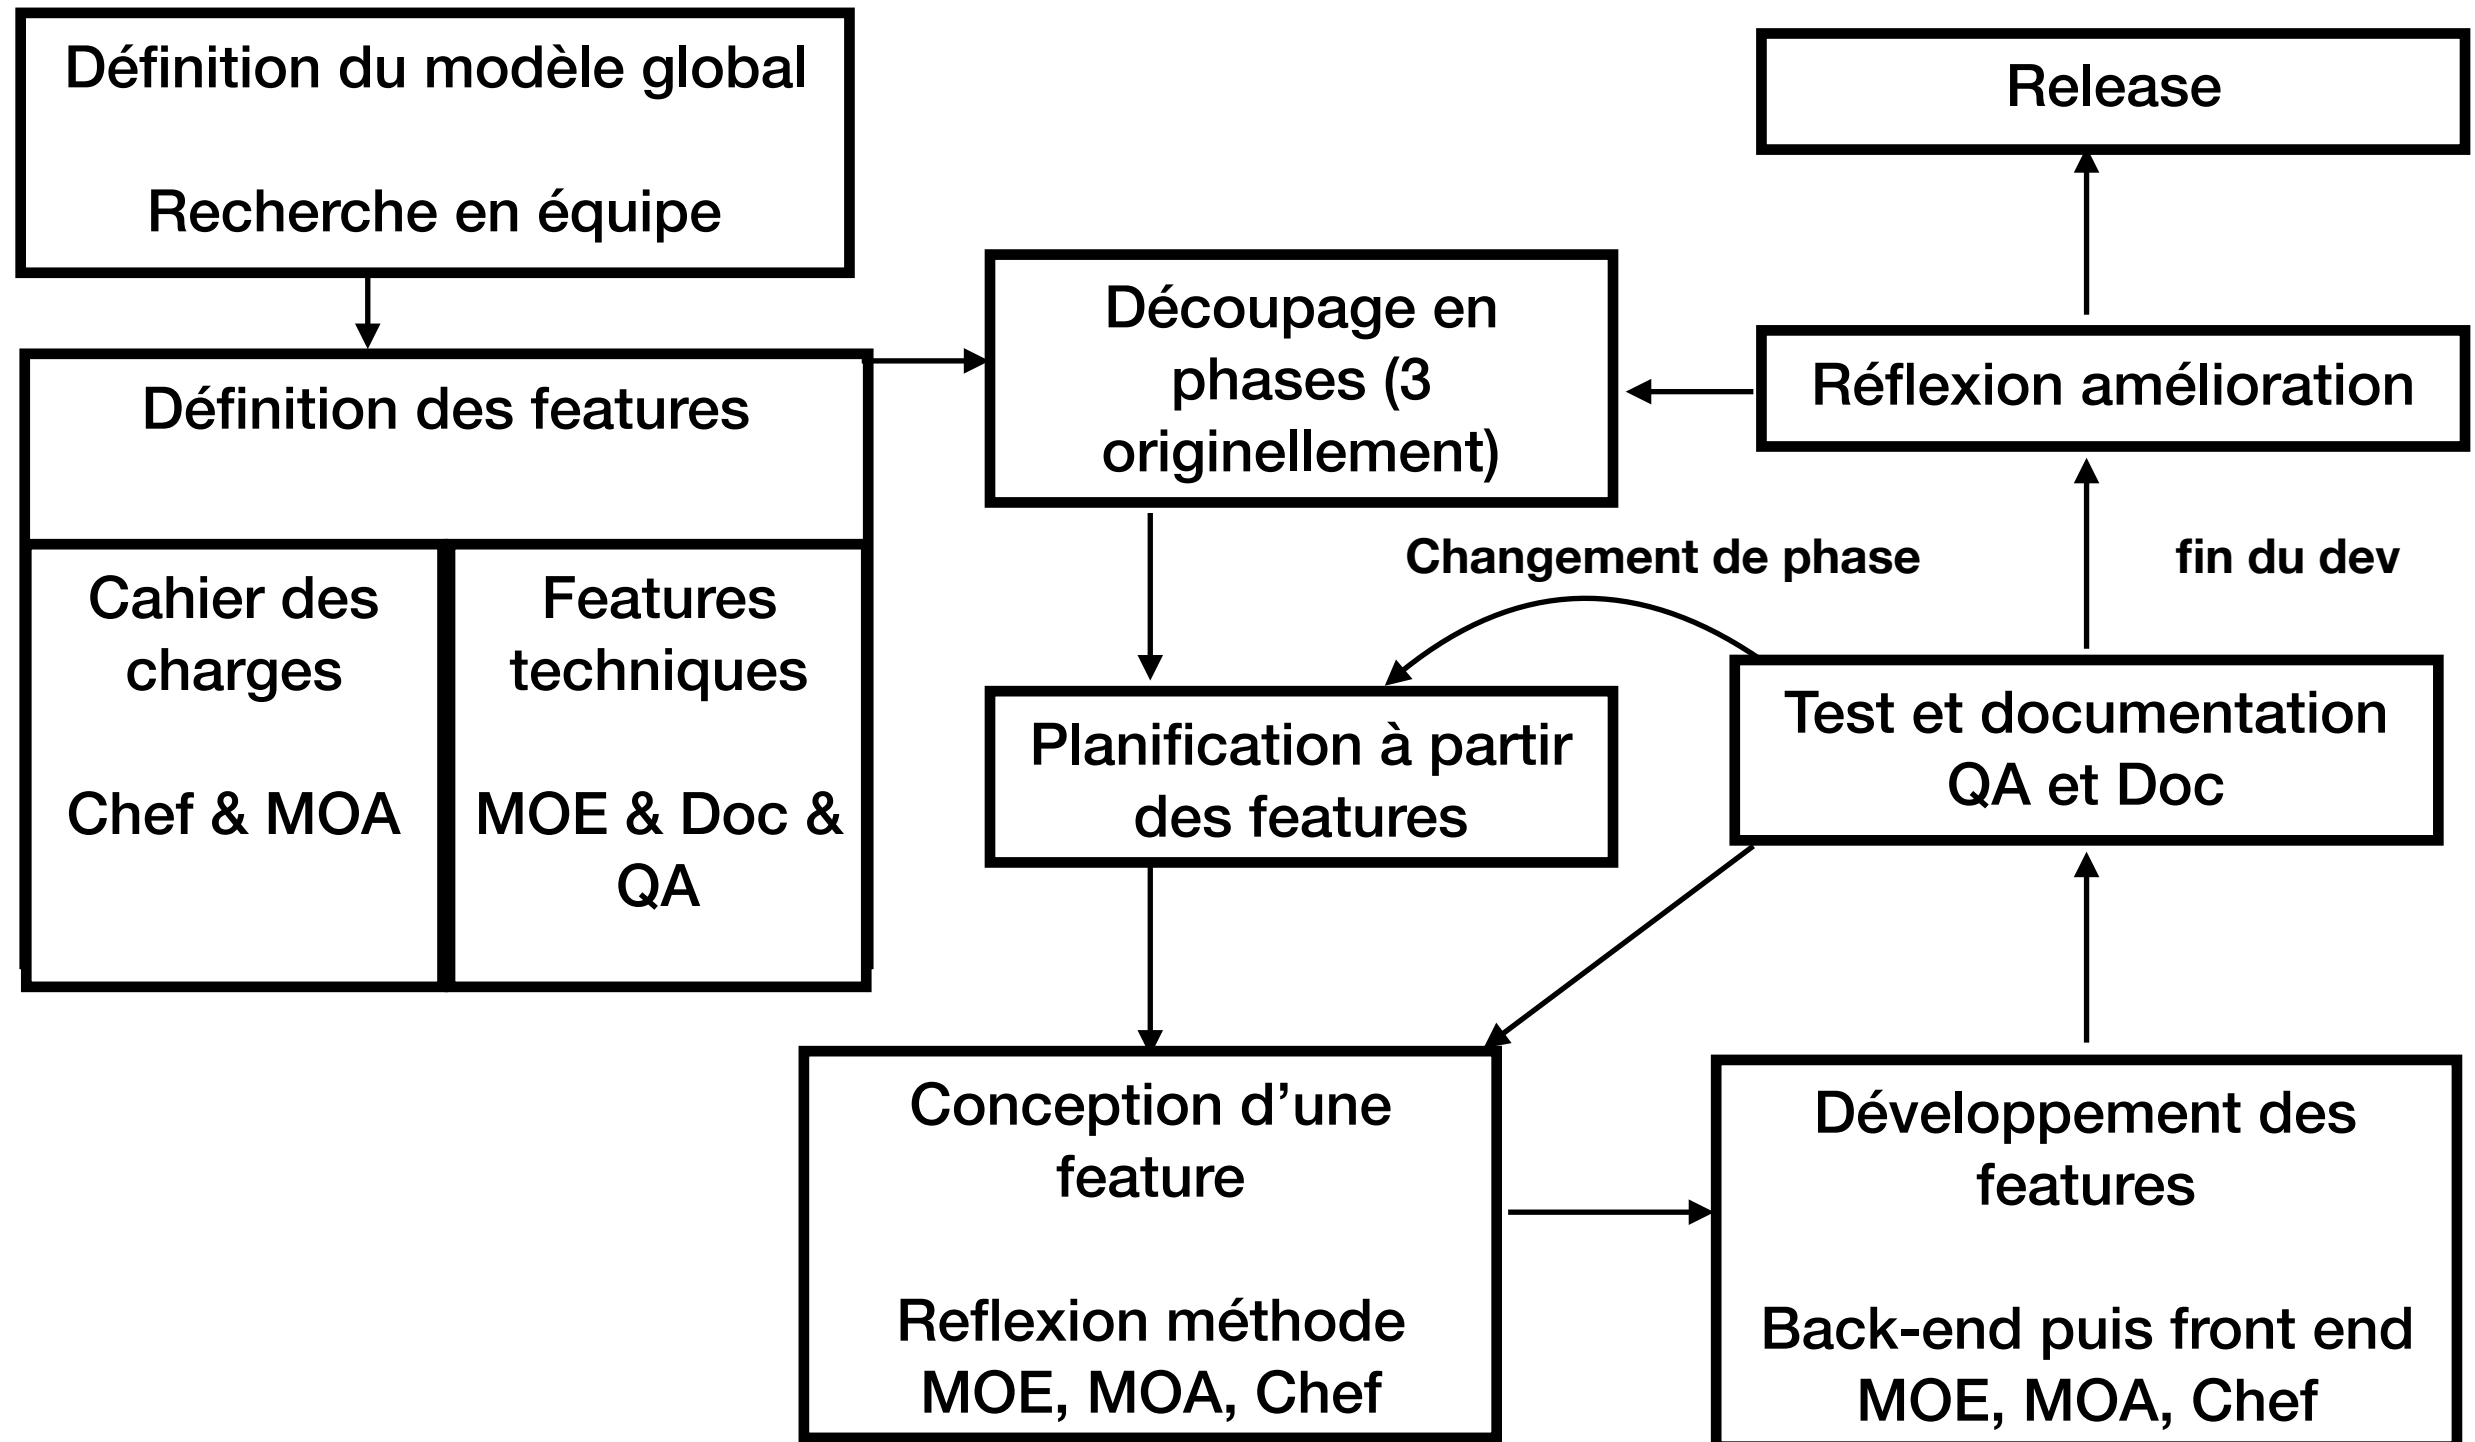 Définition du modèle global
Recherche en équipe
Définition des features
Cahier des
charges
Chef & MOA
Features
techniques
MOE & Doc &
QA
Découpage en
phases (3
originellement)
Planification à partir
des features
Conception d’une
feature
Reflexion méthode
MOE, MOA, Chef
Développement des
features
Back-end puis front end
MOE, MOA, Chef
Test et documentation
QA et Doc
Changement de phase
fin du dev
Réflexion amélioration
Release